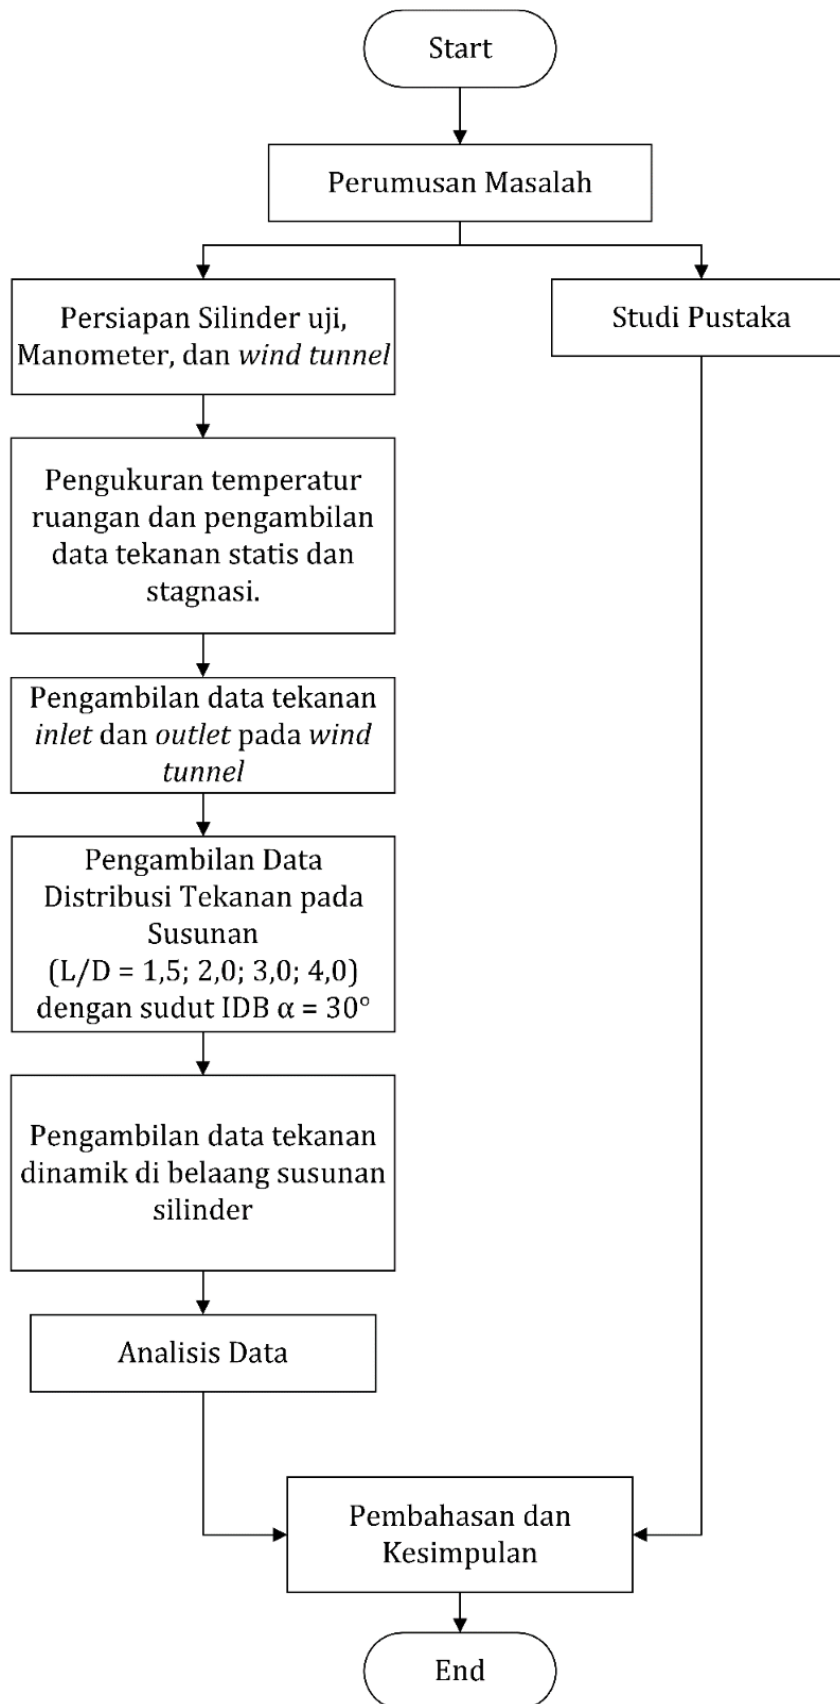 Start
Perumusan Masalah
Persiapan Silinder uji,
Manometer, dan wind tunnel
Studi Pustaka
Pengukuran temperatur
ruangan dan pengambilan
data tekanan statis dan
stagnasi.
Pengambilan data tekanan
inlet dan outlet pada wind
tunnel
Pengambilan Data
Distribusi Tekanan pada
Susunan
(L/D = 1,5; 2,0; 3,0; 4,0)
dengan sudut IDB α = 30°
Pengambilan data tekanan
dinamik di belaang susunan
silinder
Analisis Data
Pembahasan dan
Kesimpulan
End